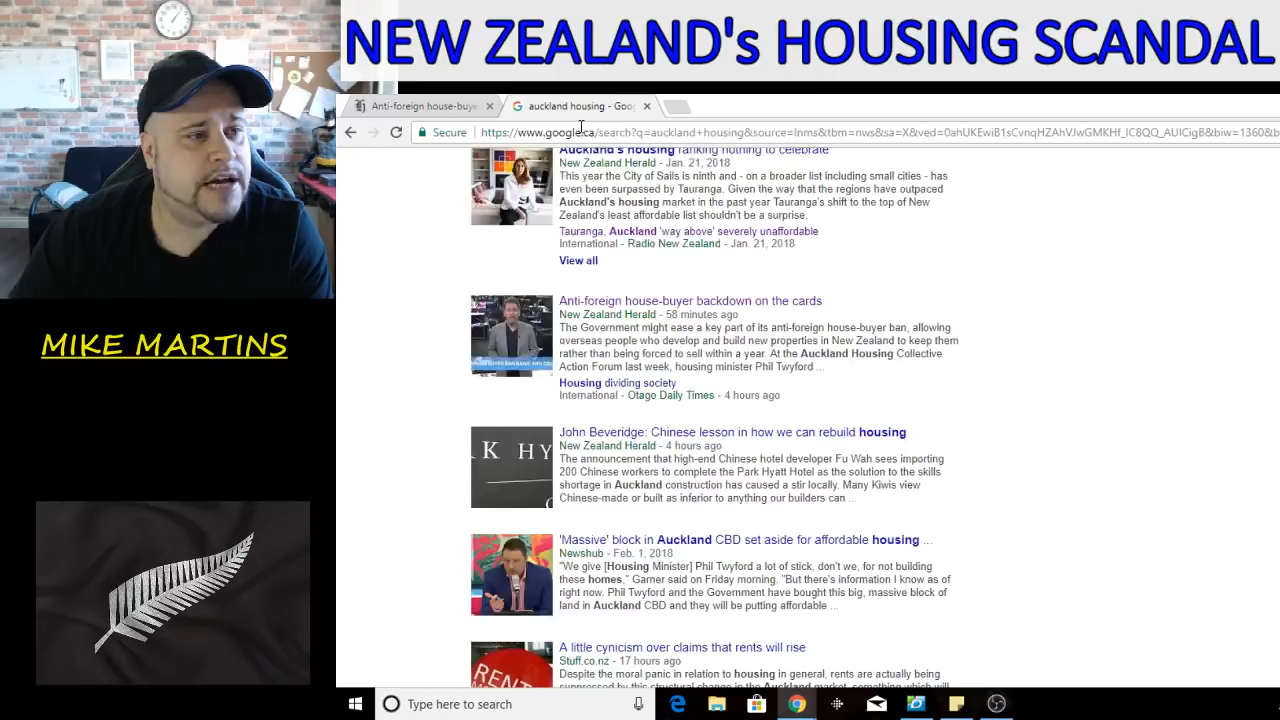 NEW ZEALAND's HOUSING SCANDAL
Anti-foreign house-buye
auckland housing - Goo
Secure
https://www.google.ca/search?q=auckland+housing&source=lnms&tbm=nws&sa=X&ved=
Auckland's housing ranking nothing to celebrate
New Zealand Herald - Jan. 21, 2018
This year the City of Sails is ninth and - on a broader list including small cities - has
even been surpassed by Tauranga. Given the way that the regions have outpaced
Auckland's housing market in the past year Tauranga's shift to the top of New
Zealand's least affordable list shouldn't be a surprise.
Tauranga, Auckland 'way above' severely unaffordable
International - Radio New Zealand - Jan. 21, 2018
View all
Anti-foreign house-buyer backdown on the cards
New Zealand Herald - 58 minutes ago
The Government might ease a key part of its anti-foreign house-buyer ban, allowing
overseas people who develop and build new properties in New Zealand to keep them
rather than being forced to sell within a year. At the Auckland Housing Collective
Action Forum last week, housing minister Phil Twyford ...
Housing dividing society
International - Otago Daily Times - 4 hours ago
MIKE MARTINS
K HY
John Beveridge: Chinese lesson in how we can rebuild housing
New Zealand Herald - 4 hours ago
The announcement that high-end Chinese hotel developer Fu Wah sees importing
200 Chinese workers to complete the Park Hyatt Hotel as the solution to the skills
shortage in Auckland construction has caused a stir locally. Many Kiwis view
Chinese-made or built as inferior to anything our builders can ...
'Massive' block in Auckland CBD set aside for affordable housing ...
Newshub - Feb. 1, 2018
"We give [Housing Minister] Phil Twyford a lot of stick, don't we, for not building
these homes," Garner said on Friday morning. "But there's information I know as of
right now. Phil Twyford and the Government have bought this big, massive block of
land in Auckland CBD and they will be putting affordable ...
RENT
A little cynicism over claims that rents will rise
Stuff.co.nz - 17 hours ago
Despite the moral panic in relation to housing in general, rents are actually being
suppressed by this structural change in the Auckland market, something which will
Type here to search